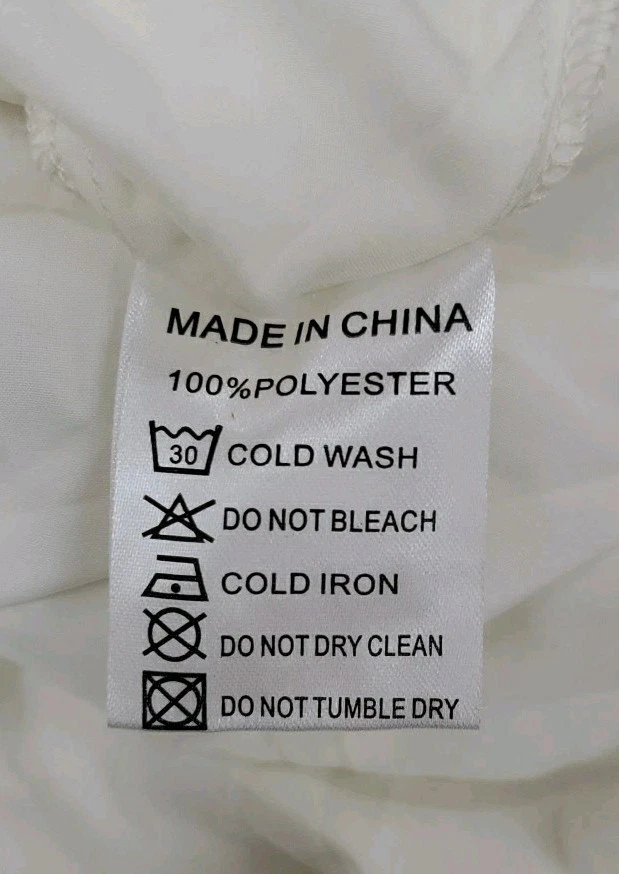 MADE IN CHINA
100%POLYESTER
30 COLD WASH
DO NOT BLEACH
COLD IRON
DO NOT DRY CLEAN
DO NOT TUMBLE DRY